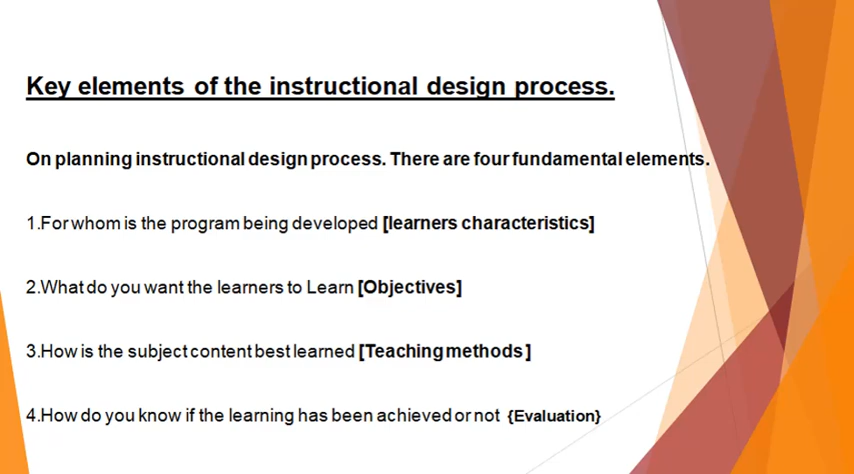 Key elements of the instructional design process.
On planning instructional design process. There are four fundamental elements.
1.For whom is the program being developed [learners characteristics]
2.What do you want the learners to Learn [Objectives]
3.How is the subject content best learned [Teaching methods ]
4.How do you know if the learning has been achieved or not {Evaluation}